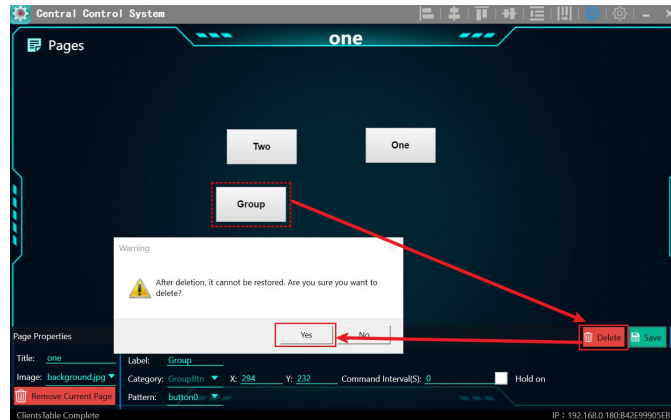 Central Control System
one
Pages
Two
One
Group
Warning
After deletion, it cannot be restored. Are you sure you want to
delete?
Yes
No
Page Properties
Delete
Save
Title: one
Label: Group
Image: background.jpg
Category: GroupBtn
X: 294
Y: 232
Command Interval(S): 0
Hold on
Remove Current Page
Pattern: button0
ClientsTable Complete
IP : 192.168.0.180:B42E99905EB